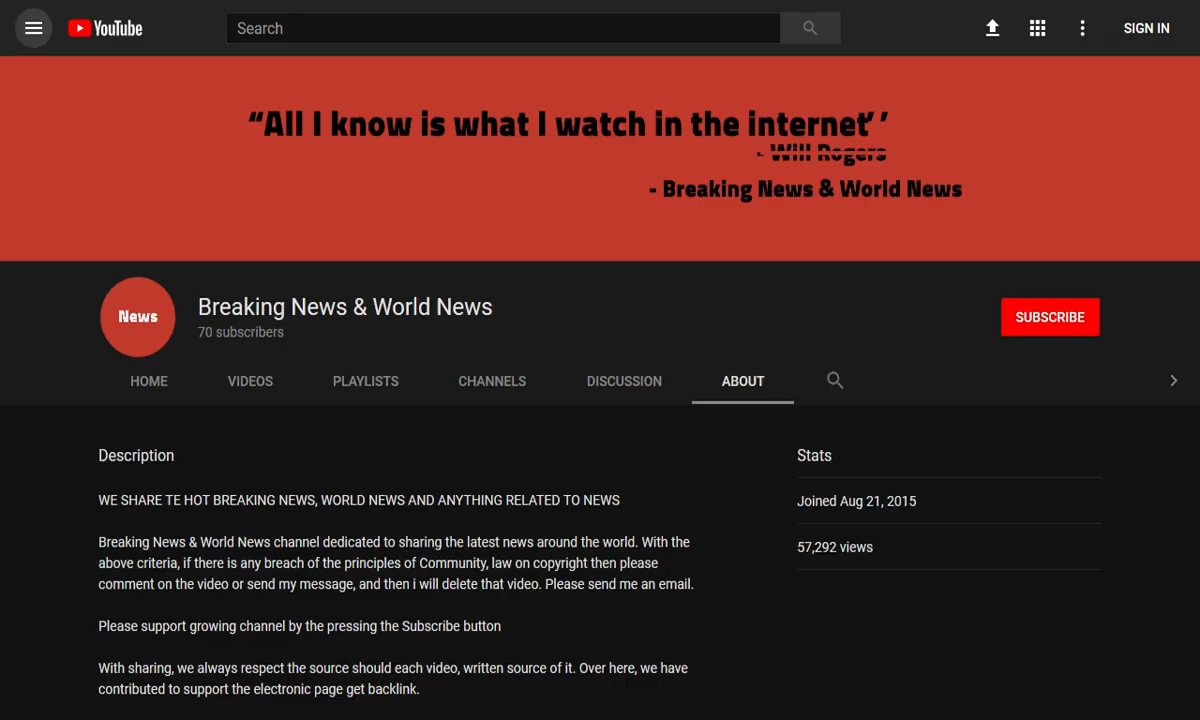 YouTube
Search
SIGN IN
“All I know is what I watch in the internet’’
- Will Rogers
- Breaking News & World News
News
Breaking News & World News
70 subscribers
SUBSCRIBE
HOME VIDEOS PLAYLISTS CHANNELS DISCUSSION ABOUT
Description
WE SHARE TE HOT BREAKING NEWS, WORLD NEWS AND ANYTHING RELATED TO NEWS
Breaking News & World News channel dedicated to sharing the latest news around the world. With the
above criteria, if there is any breach of the principles of Community, law on copyright then please
comment on the video or send my message, and then i will delete that video. Please send me an email.
Please support growing channel by the pressing the Subscribe button
With sharing, we always respect the source should each video, written source of it. Over here, we have
contributed to support the electronic page get backlink.
Stats
Joined Aug 21, 2015
57,292 views